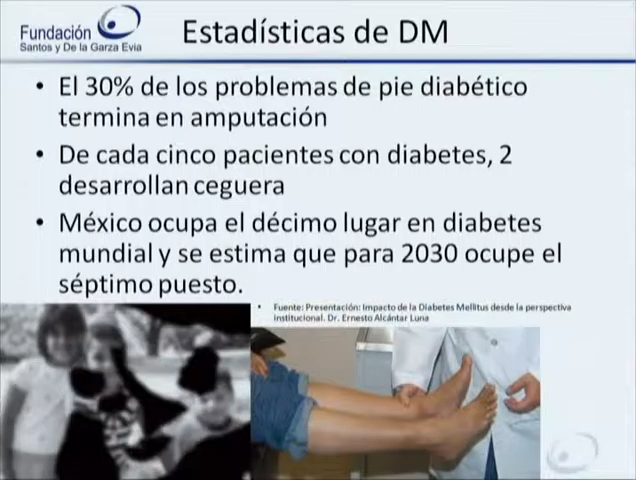 Fundación
Santos y De la Garza Evia
Estadísticas de DM
• El 30% de los problemas de pie diabético
termina en amputación
• De cada cinco pacientes con diabetes, 2
desarrollan ceguera
• México ocupa el décimo lugar en diabetes
mundial y se estima que para 2030 ocupe el
séptimo puesto.
• Fuente: Presentación: Impacto de la Diabetes Mellitus desde la perspectiva
institucional. Dr. Ernesto Alcántar Luna